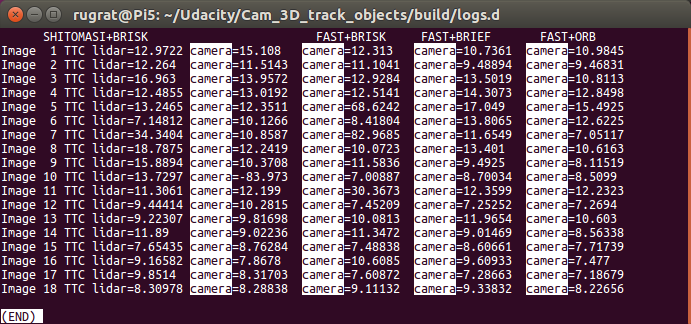 rugrat@Pi5: ~/Udacity/Cam_3D_track_objects/build/logs.d
SHITOMASI+BRISK FAST+BRISK FAST+BRIEF FAST+ORB
Image 1 TTC lidar=12.9722 camera=15.108 camera=12.313 camera=10.7361 camera=10.9845
Image 2 TTC lidar=12.264 camera=11.5143 camera=11.1041 camera=9.48894 camera=9.46831
Image 3 TTC lidar=16.963 camera=13.9572 camera=12.9284 camera=13.5019 camera=10.8113
Image 4 TTC lidar=12.4855 camera=13.0192 camera=12.5141 camera=14.3073 camera=12.8498
Image 5 TTC lidar=13.2465 camera=12.3511 camera=68.6242 camera=17.049 camera=15.4925
Image 6 TTC lidar=7.14812 camera=10.1266 camera=8.41804 camera=13.8065 camera=12.6225
Image 7 TTC lidar=34.3404 camera=10.8587 camera=82.9685 camera=11.6549 camera=7.05117
Image 8 TTC lidar=18.7875 camera=12.2419 camera=10.0723 camera=13.401 camera=10.6163
Image 9 TTC lidar=15.8894 camera=10.3708 camera=11.5836 camera=9.4925 camera=8.11519
Image 10 TTC lidar=13.7297 camera=-83.973 camera=7.00887 camera=8.70034 camera=8.5099
Image 11 TTC lidar=11.3061 camera=12.199 camera=30.3673 camera=12.3599 camera=12.2323
Image 12 TTC lidar=9.44414 camera=10.2815 camera=7.45209 camera=7.25252 camera=7.2694
Image 13 TTC lidar=9.22307 camera=9.81698 camera=10.0813 camera=11.9654 camera=10.603
Image 14 TTC lidar=11.89 camera=9.02236 camera=11.3472 camera=9.01469 camera=8.56338
Image 15 TTC lidar=7.65435 camera=8.76284 camera=7.48838 camera=8.60661 camera=7.71739
Image 16 TTC lidar=9.16582 camera=7.8678 camera=10.6085 camera=9.60933 camera=7.477
Image 17 TTC lidar=9.8514 camera=8.31703 camera=7.60872 camera=7.28663 camera=7.18679
Image 18 TTC lidar=8.30978 camera=8.28838 camera=9.11132 camera=9.33832 camera=8.22656
(END)